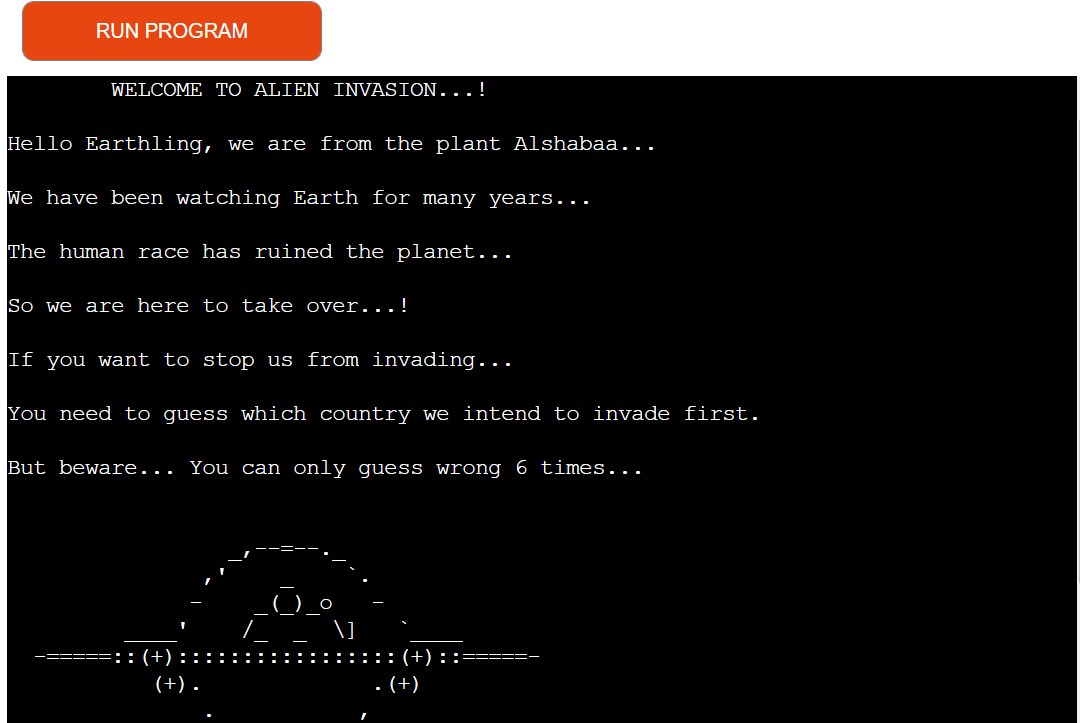 RUN PROGRAM
WELCOME TO ALIEN INVASION...!
Hello Earthling, we are from the plant Alshabaa...
We have been watching Earth for many years...
The human race has ruined the planet...
So we are here to take over...!
If you want to stop us from invading...
You need to guess which country we intend to invade first.
But beware... You can only guess wrong 6 times...